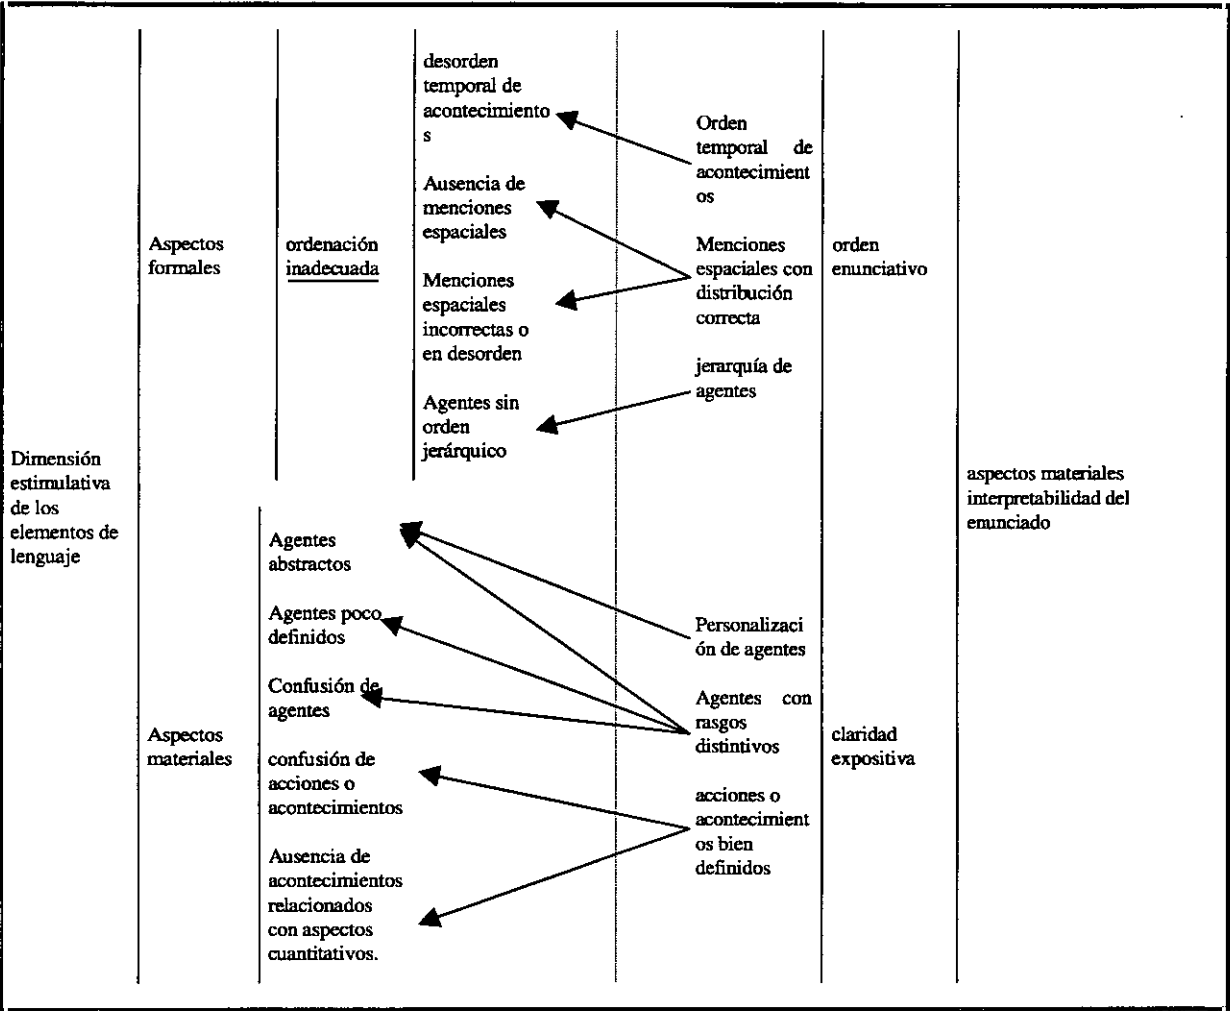 Dimensión
estimulativa
de los
elementos de
lenguaje
Aspectos
formales
ordenación
inadecuada
desorden
temporal de
acontecimiento
s
Ausencia de
menciones
espaciales
Menciones
espaciales
incorrectas o
en desorden
Agentes sin
orden
jerárquico
Orden
temporal de
acontecimient
os
Menciones
espaciales con
distribución
correcta
jerarquía de
agentes
orden
enunciativo
Aspectos
materiales
Agentes
abstractos
Agentes poco
definidos
Confusión de
agentes
confusión de
acciones o
acontecimientos
Ausencia de
acontecimientos
relacionados
con aspectos
cuantitativos.
Personalizaci
ón de agentes
Agentes con
rasgos
distintivos
acciones o
acontecimient
os bien
definidos
claridad
expositiva
aspectos materiales
interpretabilidad del
enunciado